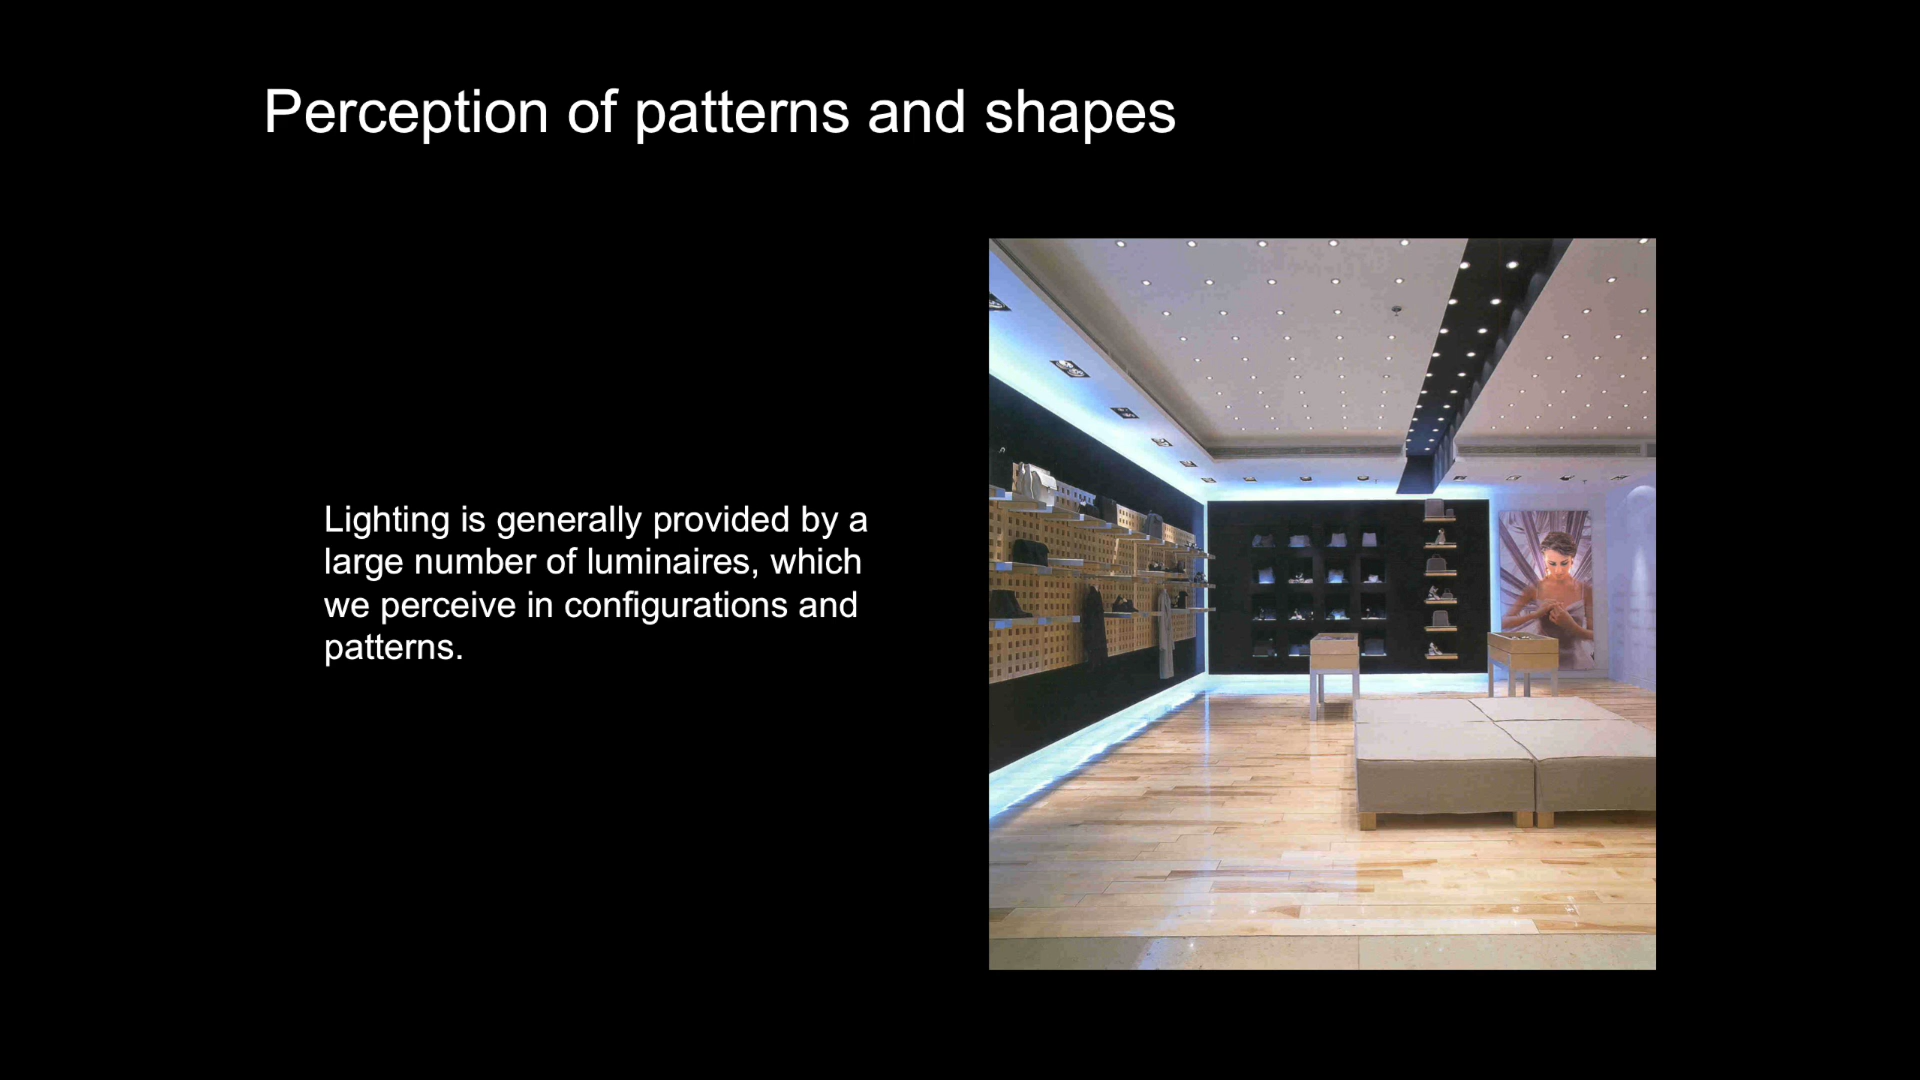 Perception of patterns and shapes
Lighting is generally provided by a
large number of luminaires, which
we perceive in configurations and
patterns.